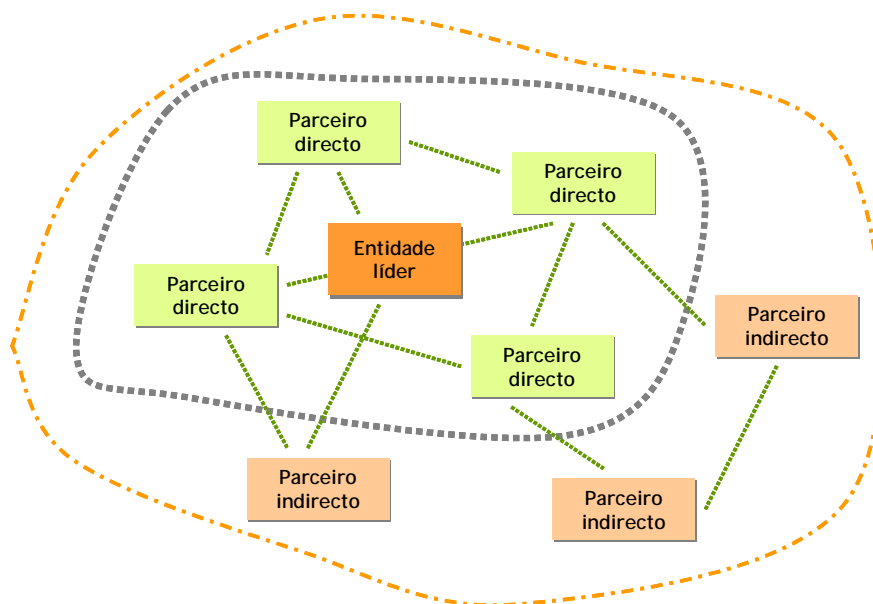 Parceiro
directo
Parceiro
directo
Entidade
líder
Parceiro
directo
Parceiro
indirecto
Parceiro
directo
Parceiro
indirecto
Parceiro
indirecto